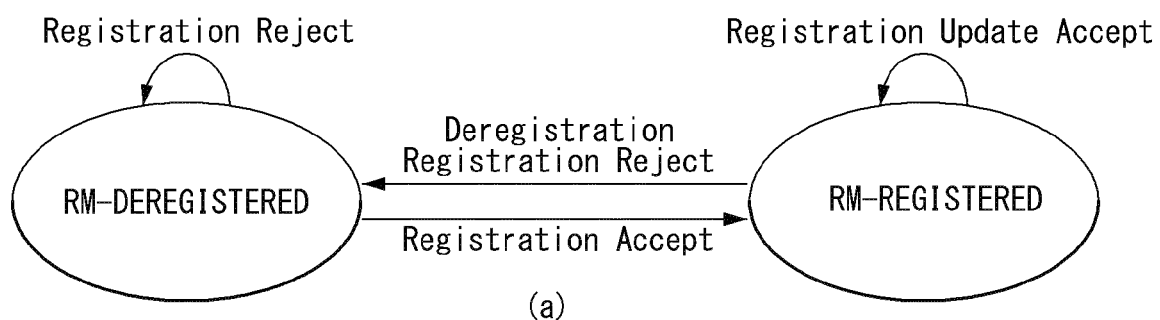 Registration Reject
Registration Update Accept
Deregistration
Registration Reject
RM-DEREGISTERED
RM-REGISTERED
Registration Accept
(a)